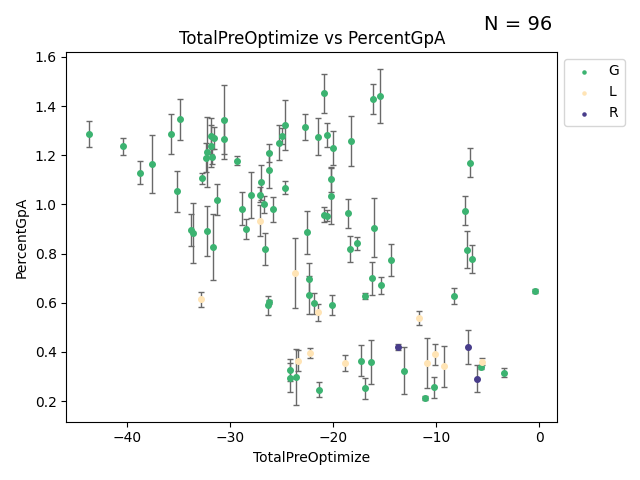 N = 96
TotalPreOptimize vs PercentGpA
1.6
1.4
1.2
1.0
0.8
0.6
0.4
0.2
PercentGpA
−40 −30 −20 −10 0
TotalPreOptimize
G
L
R